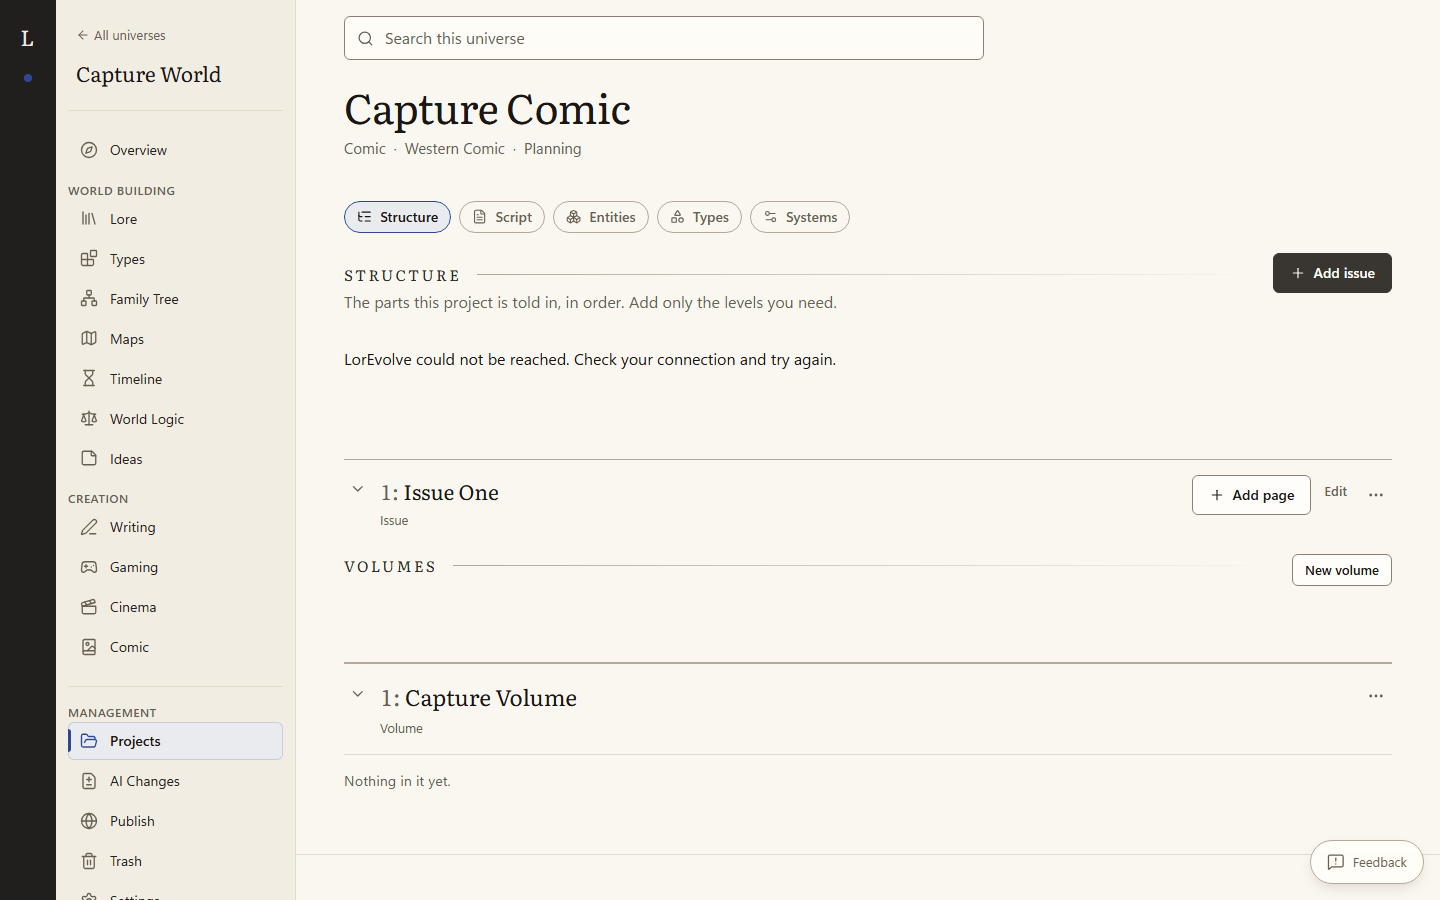 L
All universes
Capture World
Overview
WORLD BUILDING
Lore
Types
Family Tree
Maps
Timeline
World Logic
Ideas
CREATION
Writing
Gaming
Cinema
Comic
MANAGEMENT
Projects
AI Changes
Publish
Trash
Settings
Search this universe
Capture Comic
Comic · Western Comic · Planning
Structure Script Entities Types Systems
STRUCTURE
Add issue
The parts this project is told in, in order. Add only the levels you need.
LorEvolve could not be reached. Check your connection and try again.
1: Issue One
Add page Edit
Issue
VOLUMES
New volume
1: Capture Volume
Volume
Nothing in it yet.
Feedback